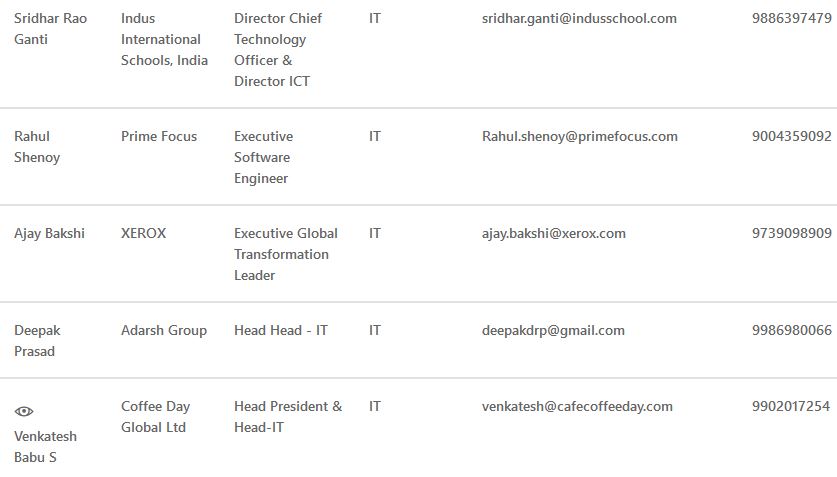 Sridhar Rao Indus Director Chief IT sridhar.ganti@indusschool.com 9886397479
Ganti International Technology
Schools, India Officer &
Director ICT
Rahul Prime Focus Executive IT Rahul.shenoy@primefocus.com 9004359092
Shenoy Software
Engineer
Ajay Bakshi XEROX Executive Global IT ajay.bakshi@xerox.com 9739098909
Transformation
Leader
Deepak Adarsh Group Head Head - IT IT deepakdrp@gmail.com 9986980066
Prasad
Coffee Day Head President & IT venkatesh@cafecoffeeday.com 9902017254
Global Ltd Head-IT
Venkatesh
Babu S